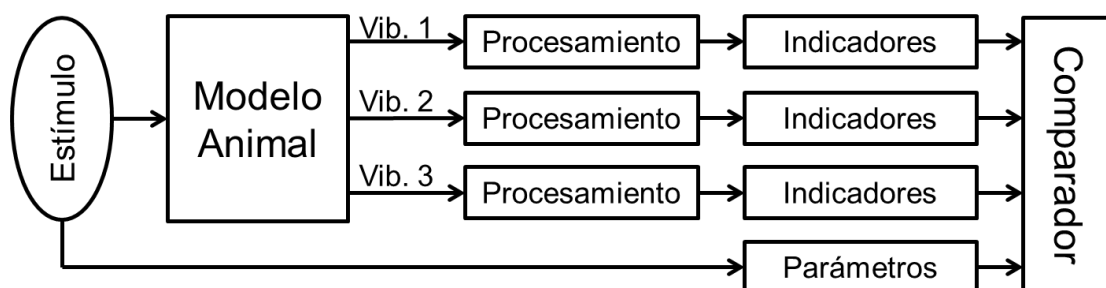 Estímulo
Modelo
Animal
Vib. 1
Procesamiento
Indicadores
Vib. 2
Procesamiento
Indicadores
Vib. 3
Procesamiento
Indicadores
Parámetros
Comparador